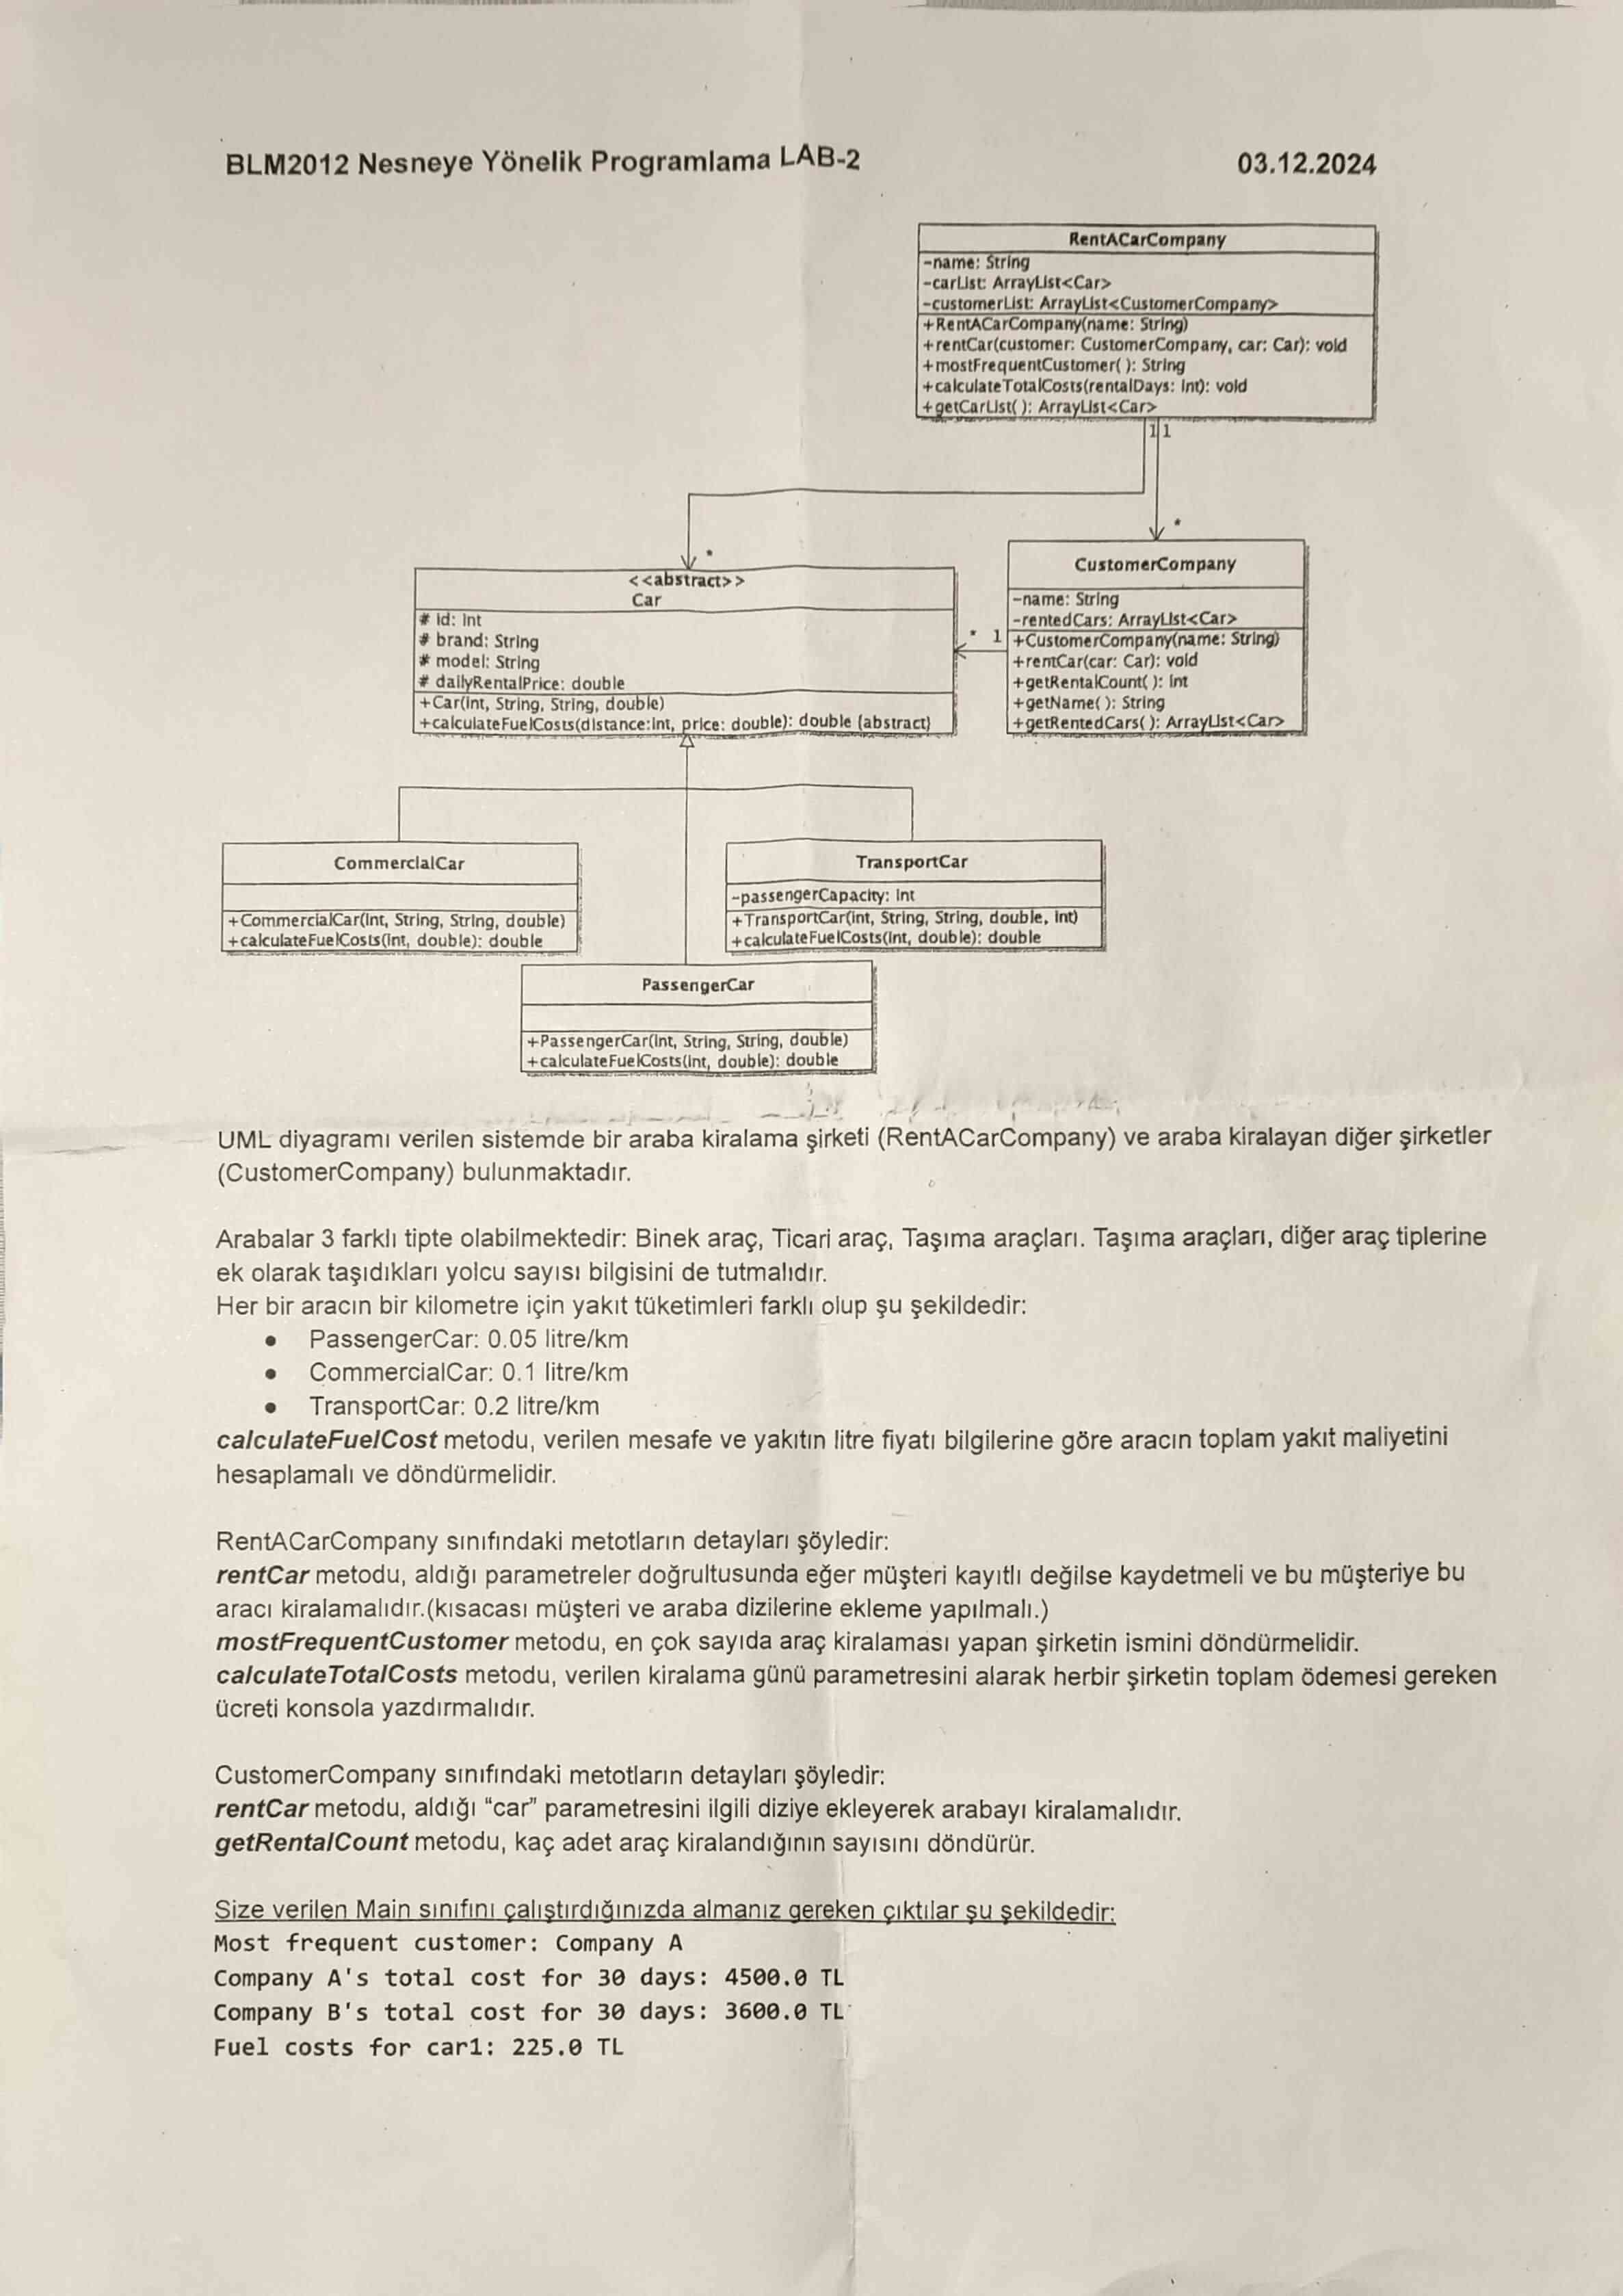 BLM2012 Nesneye Yönelik Programlama LAB-2
03.12.2024
RentACarCompany
-name: String
-carList: ArrayList<Car>
-customerList: ArrayList<CustomerCompany>
+RentACarCompany(name: String)
+rentCar(customer: CustomerCompany, car: Car): void
+mostFrequentCustomer( ): String
+calculateTotalCosts(rentalDays: int): void
+getCarList( ): ArrayList<Car>
1 1
*
*
<<abstract>>
Car
# id: int
# brand: String
# model: String
# dailyRentalPrice: double
+Car(int, String, String, double)
+calculateFuelCosts(distance:int, price: double): double (abstract)
* 1
CustomerCompany
-name: String
-rentedCars: ArrayList<Car>
+CustomerCompany(name: String)
+rentCar(car: Car): void
+getRentalCount( ): int
+getName( ): String
+getRentedCars( ): ArrayList<Car>
CommercialCar
+CommercialCar(int, String, String, double)
+calculateFuelCosts(int, double): double
TransportCar
-passengerCapacity: int
+TransportCar(int, String, String, double, int)
+calculateFuelCosts(int, double): double
PassengerCar
+PassengerCar(int, String, String, double)
+calculateFuelCosts(int, double): double
UML diyagramı verilen sistemde bir araba kiralama şirketi (RentACarCompany) ve araba kiralayan diğer şirketler
(CustomerCompany) bulunmaktadır.
Arabalar 3 farklı tipte olabilmektedir: Binek araç, Ticari araç, Taşıma araçları. Taşıma araçları, diğer araç tiplerine
ek olarak taşıdıkları yolcu sayısı bilgisini de tutmalıdır.
Her bir aracın bir kilometre için yakıt tüketimleri farklı olup şu şekildedir:
• PassengerCar: 0.05 litre/km
• CommercialCar: 0.1 litre/km
• TransportCar: 0.2 litre/km
calculateFuelCost metodu, verilen mesafe ve yakıtın litre fiyatı bilgilerine göre aracın toplam yakıt maliyetini
hesaplamalı ve döndürmelidir.
RentACarCompany sınıfındaki metotların detayları şöyledir:
rentCar metodu, aldığı parametreler doğrultusunda eğer müşteri kayıtlı değilse kaydetmeli ve bu müşteriye bu
aracı kiralamalıdır.(kısacası müşteri ve araba dizilerine ekleme yapılmalı.)
mostFrequentCustomer metodu, en çok sayıda araç kiralaması yapan şirketin ismini döndürmelidir.
calculateTotalCosts metodu, verilen kiralama günü parametresini alarak herbir şirketin toplam ödemesi gereken
ücreti konsola yazdırmalıdır.
CustomerCompany sınıfındaki metotların detayları şöyledir:
rentCar metodu, aldığı "car" parametresini ilgili diziye ekleyerek arabayı kiralamalıdır.
getRentalCount metodu, kaç adet araç kiralandığının sayısını döndürür.
Size verilen Main sınıfını çalıştırdığınızda almanız gereken çıktılar şu şekildedir:
Most frequent customer: Company A
Company A's total cost for 30 days: 4500.0 TL
Company B's total cost for 30 days: 3600.0 TL
Fuel costs for car1: 225.0 TL